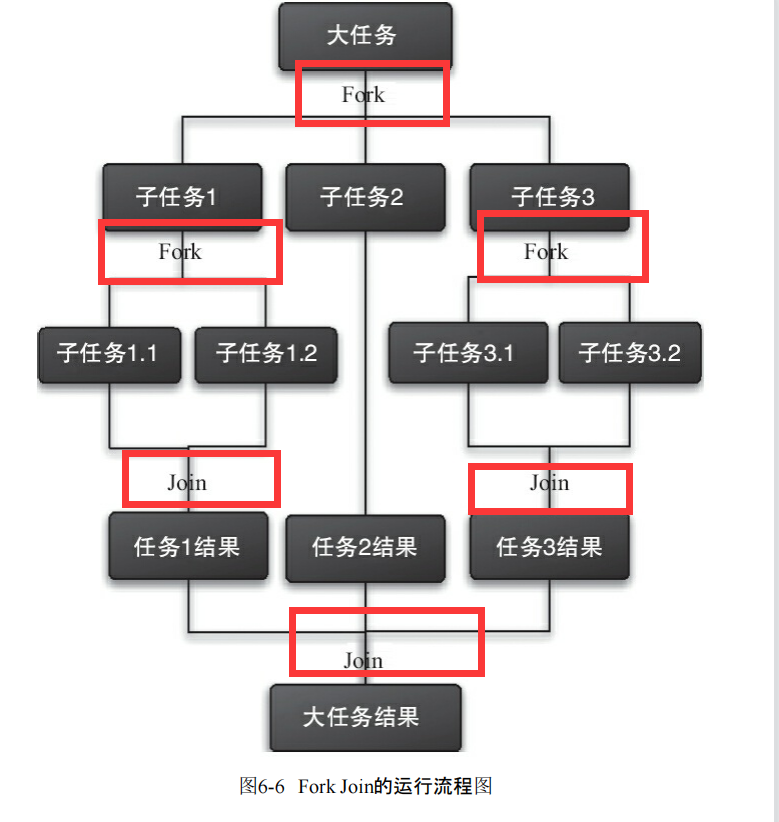 大任务
Fork
子任务1
子任务2
子任务3
Fork
Fork
子任务1.1
子任务1.2
子任务3.1
子任务3.2
Join
Join
任务1结果
任务2结果
任务3结果
Join
大任务结果
图6-6 Fork Join的运行流程图